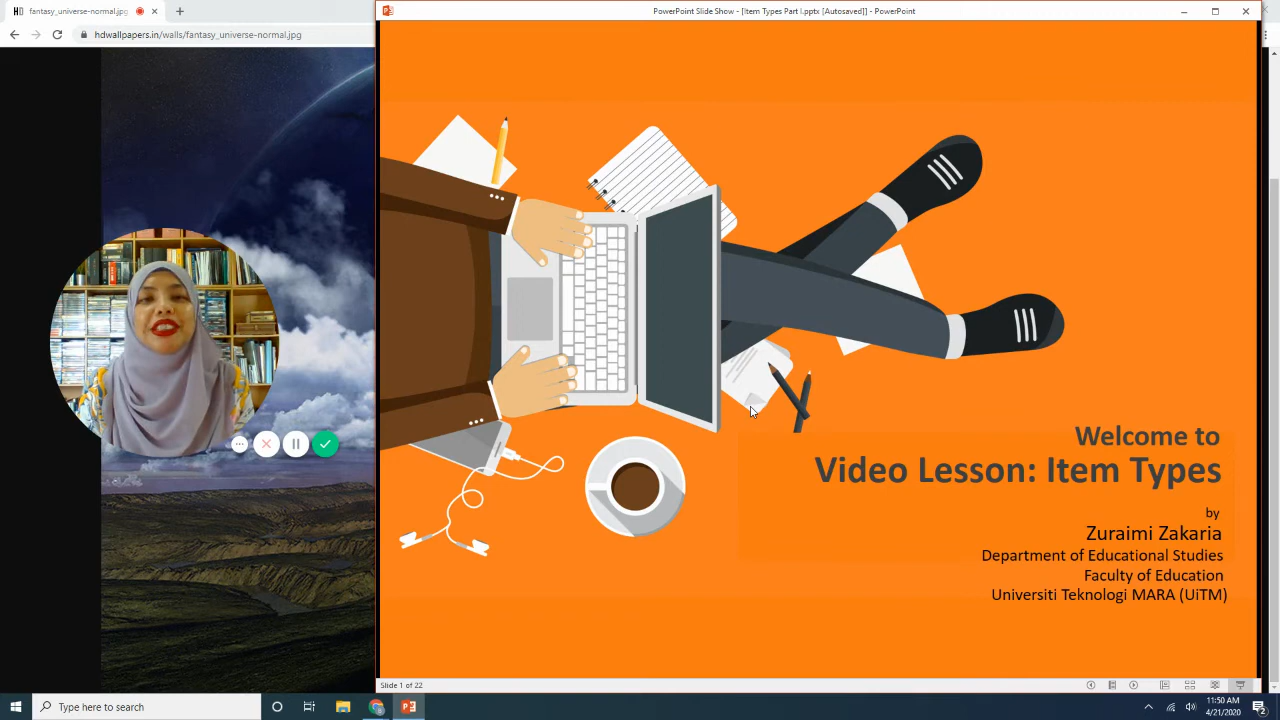 fantasy_universe-normal.jpg
hdwallpapers.in/walls/fantasy_universe-normal.jpg
PowerPoint Slide Show - [Item Types Part I.pptx [Autosaved]] - PowerPoint
Welcome to
Video Lesson: Item Types
by
Zuraimi Zakaria
Department of Educational Studies
Faculty of Education
Universiti Teknologi MARA (UiTM)
Slide 1 of 22
Type here to search
11:50 AM
4/21/2020
2